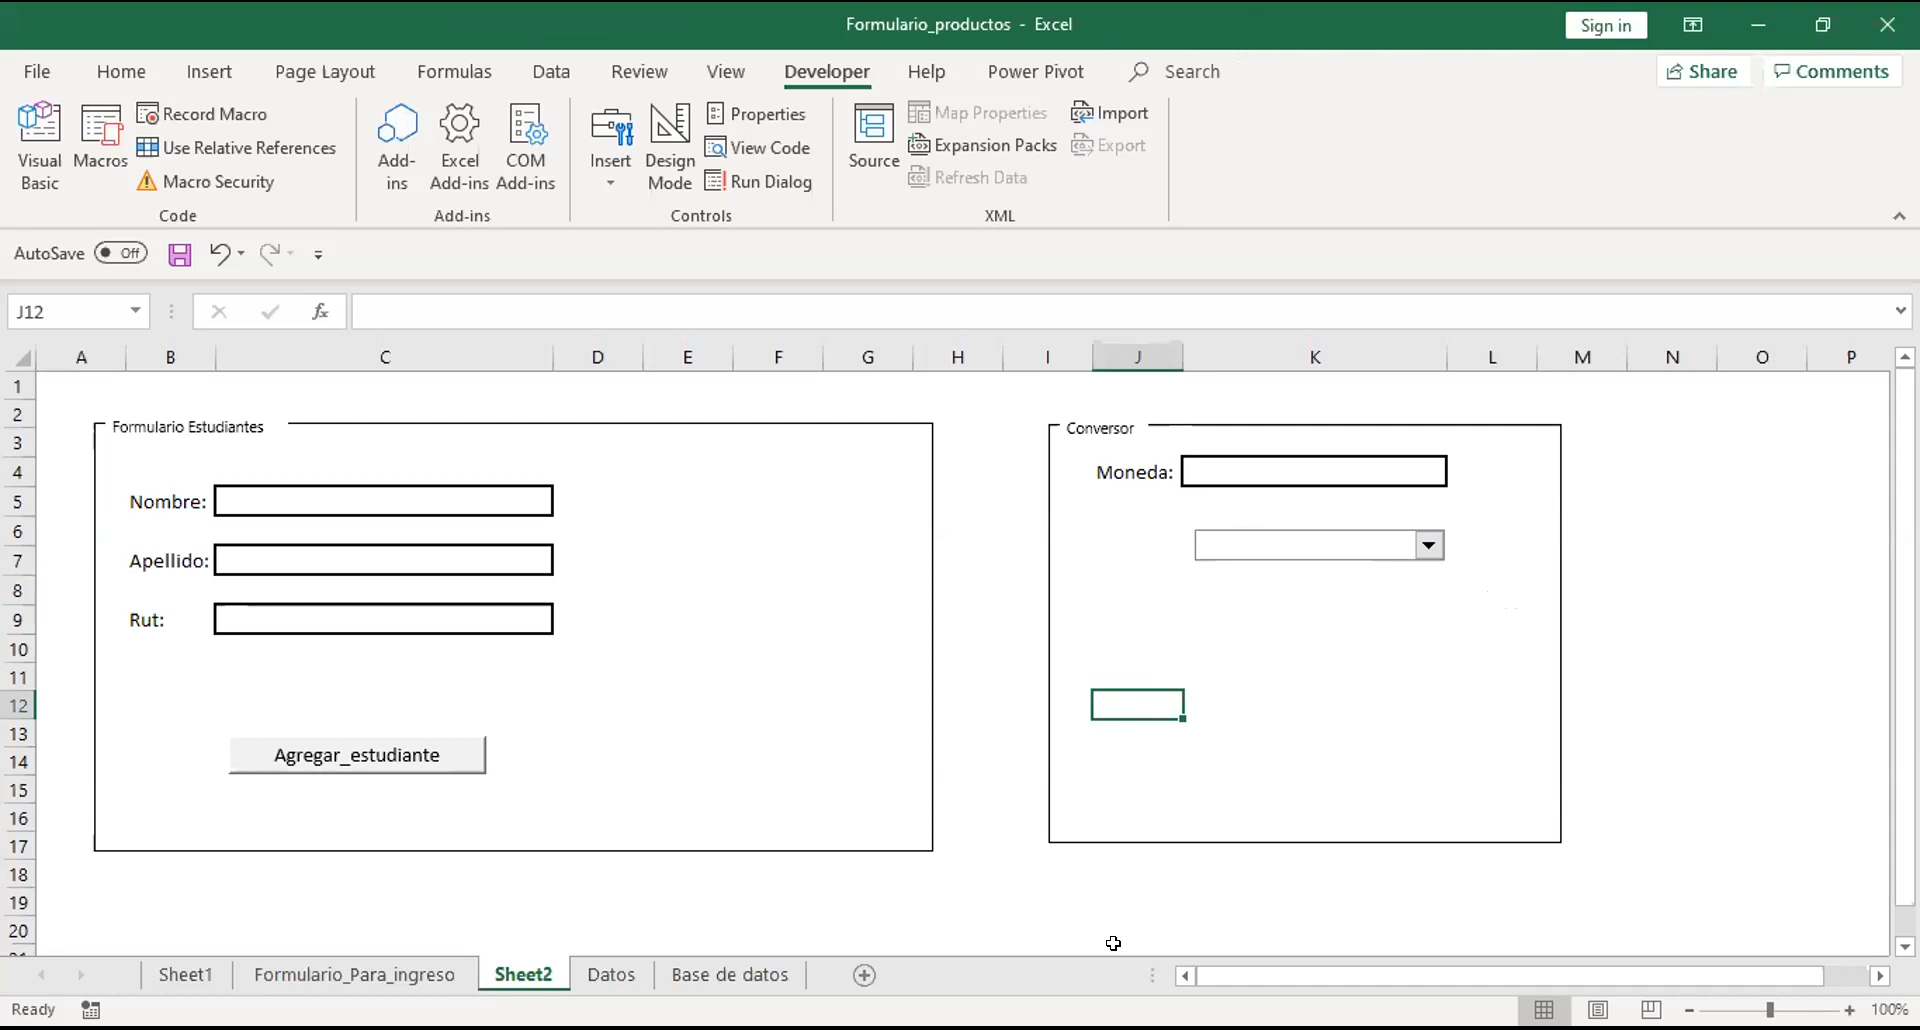 Formulario_productos - Excel
Sign in
File Home Insert Page Layout Formulas Data Review View Developer Help Power Pivot Search
Share Comments
Visual Basic
Macros
Record Macro
Use Relative References
Macro Security
Code
Add-ins
Excel Add-ins
COM Add-ins
Add-ins
Insert
Design Mode
Properties
View Code
Run Dialog
Controls
Source
Map Properties
Expansion Packs
Refresh Data
Import
Export
XML
AutoSave Off
J12
fx
A B C D E F G H I J K L M N O P
1
2
3
4
5
6
7
8
9
10
11
12
13
14
15
16
17
18
19
20
21
Formulario Estudiantes
Nombre:
Apellido:
Rut:
Agregar_estudiante
Conversor
Moneda:
Sheet1 Formulario_Para_ingreso Sheet2 Datos Base de datos
Ready
100%